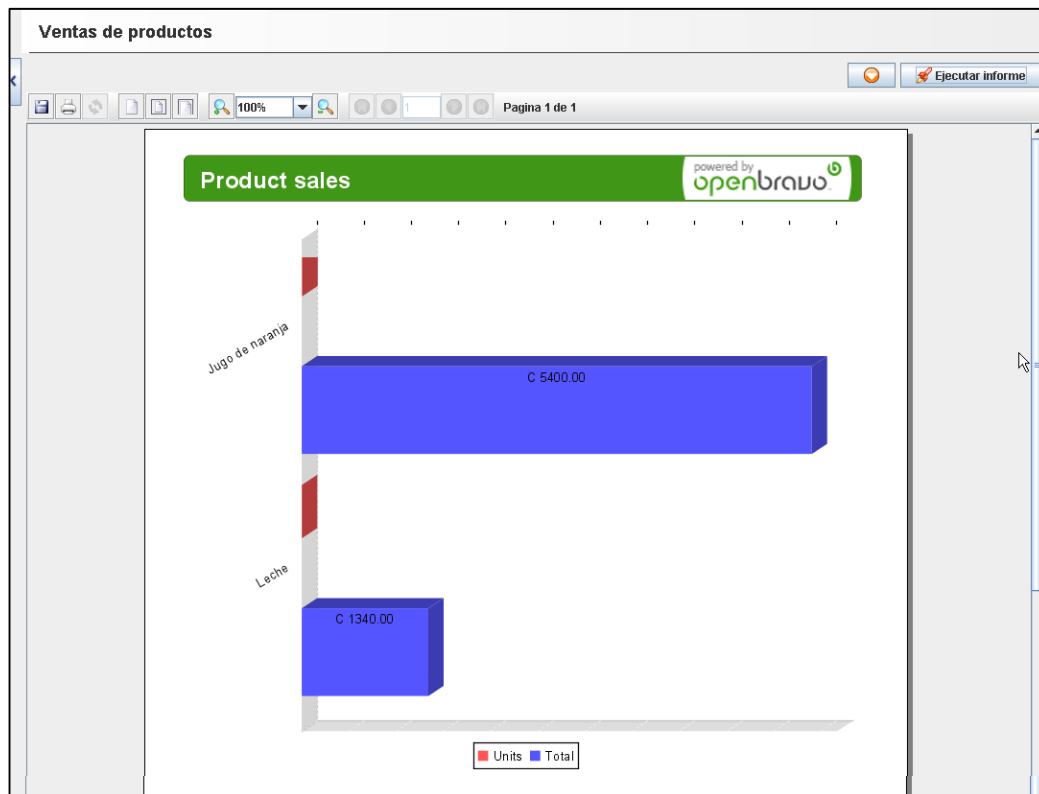 Ventas de productos
Ejecutar informe
100%
1
Pagina 1 de 1
Product sales
powered by
openbravo
Jugo de naranja
C 5400.00
Leche
C 1340.00
Units Total